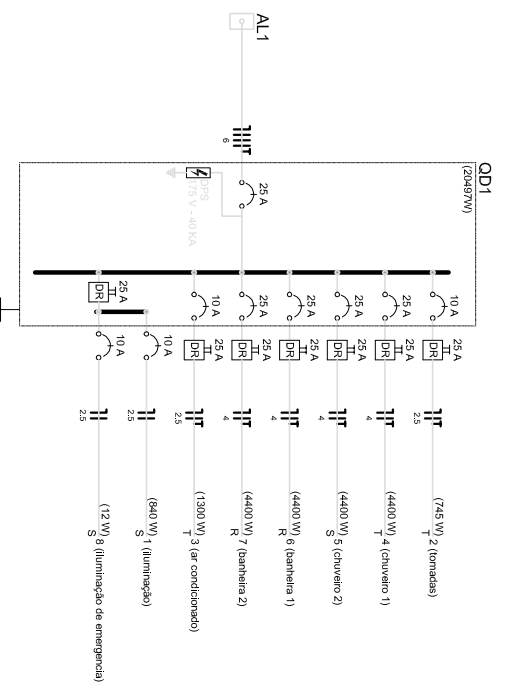 AL1
6
QD1
(20497W)
25 A
DPS
175 V - 40 KA
10 A
25 A
25 A
25 A
25 A
10 A
25 A
DR
25 A
DR
25 A
DR
25 A
DR
25 A
DR
25 A
DR
10 A
10 A
2.5
4
4
4
4
2.5
2.5
2.5
(745 W)
T 2 (tomadas)
(4400 W)
T 4 (chuveiro 1)
(4400 W)
S 5 (chuveiro 2)
(4400 W)
R 6 (banheira 1)
(4400 W)
R 7 (banheira 2)
(1300 W)
T 3 (ar condicionado)
(840 W)
S 1 (iluminação)
(12 W)
S 8 (iluminação de emergencia)